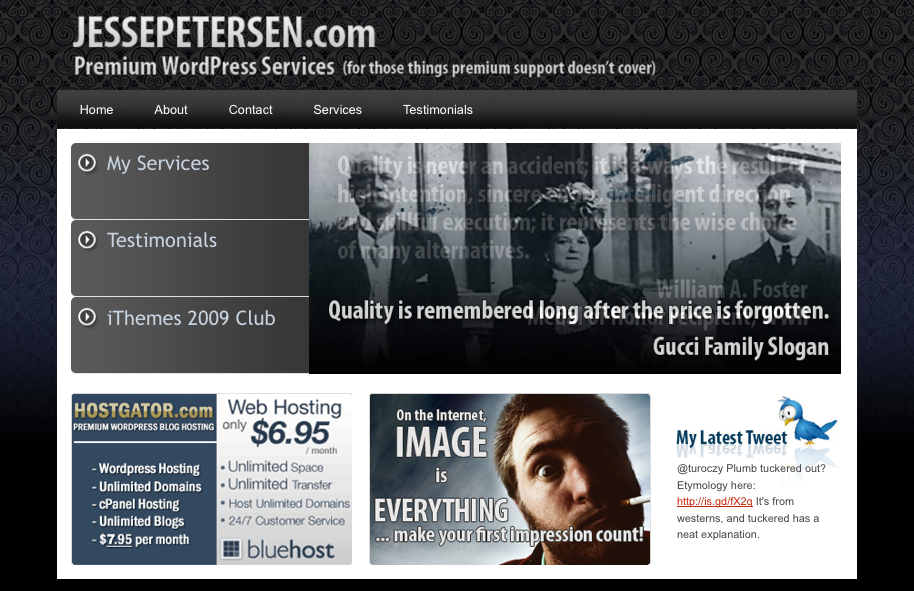 JESSEPETERSEN.com
Premium WordPress Services (for those things premium support doesn't cover)
Home About Contact Services Testimonials
My Services
Testimonials
iThemes 2009 Club
Quality is never an accident; it is always the result of
high intention, sincere effort, intelligent direction
and skillful execution; it represents the wise choice
of many alternatives.
William A. Foster
Medal of Honor recipient, WWII
Quality is remembered long after the price is forgotten.
Gucci Family Slogan
HOSTGATOR.com
PREMIUM WORDPRESS BLOG HOSTING
- Wordpress Hosting
- Unlimited Domains
- cPanel Hosting
- Unlimited Blogs
- $7.95 per month
Web Hosting
only $6.95
/ month
• Unlimited Space
• Unlimited Transfer
• Host Unlimited Domains
• 24/7 Customer Service
bluehost
On the Internet,
IMAGE
is
EVERYTHING
... make your first impression count!
My Latest Tweet
@turoczy Plumb tuckered out?
Etymology here:
http://is.gd/fX2q It's from
westerns, and tuckered has a
neat explanation.